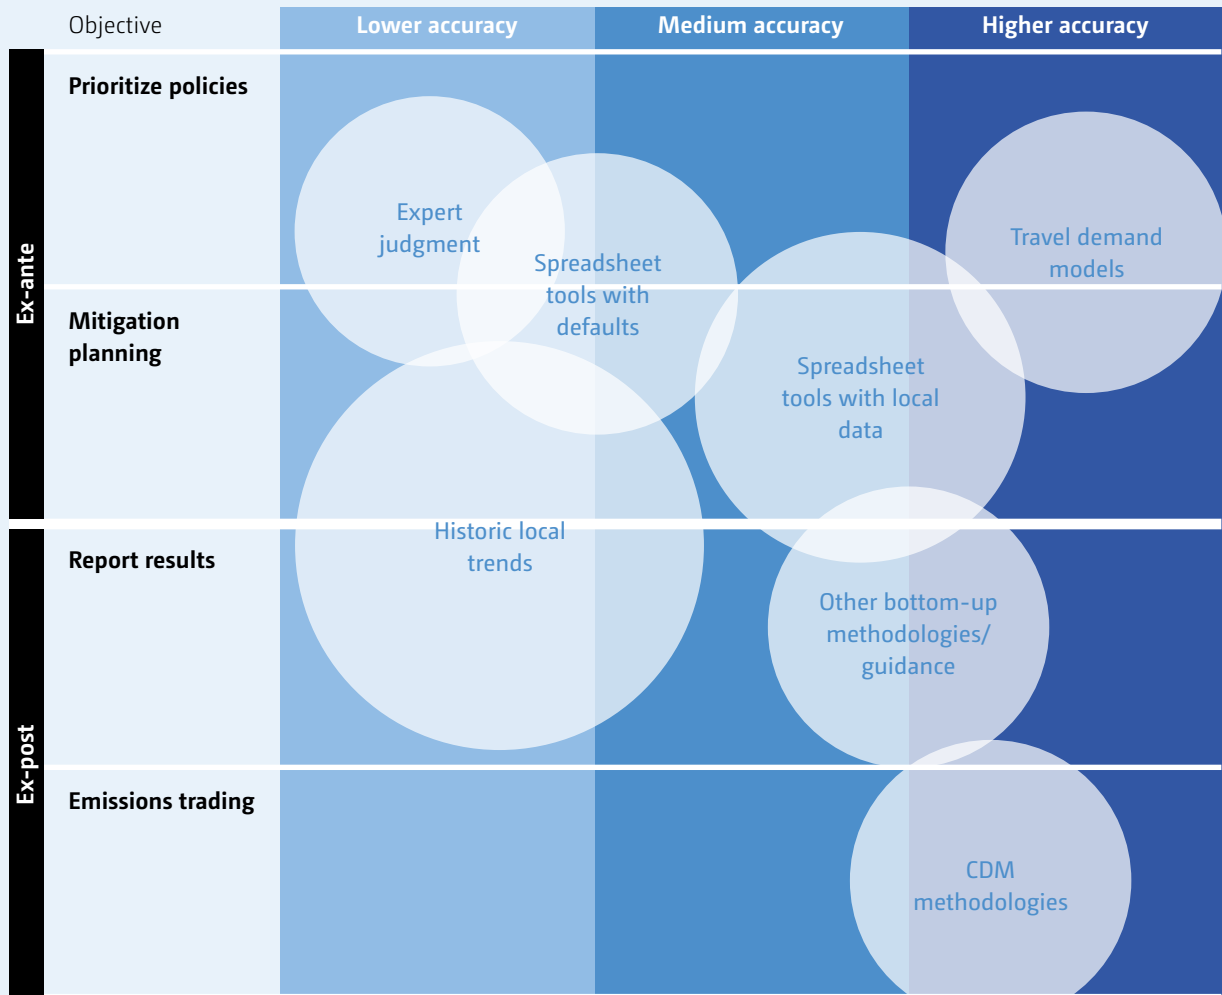 Objective
Lower accuracy
Medium accuracy
Higher accuracy
Ex-ante
Prioritize policies
Expert
judgment
Spreadsheet
tools with
defaults
Travel demand
models
Mitigation
planning
Spreadsheet
tools with local
data
Historic local
trends
Ex-post
Report results
Other bottom-up
methodologies/
guidance
Emissions trading
CDM
methodologies